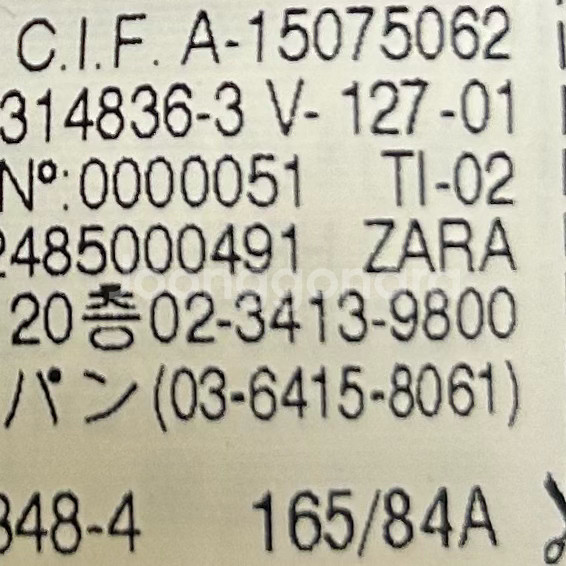 C.I.F. A-15075062
314836-3 V- 127-01
Nº:0000051 TI-02
2485000491 ZARA
20층02-3413-9800
パン(03-6415-8061)
348-4 165/84A